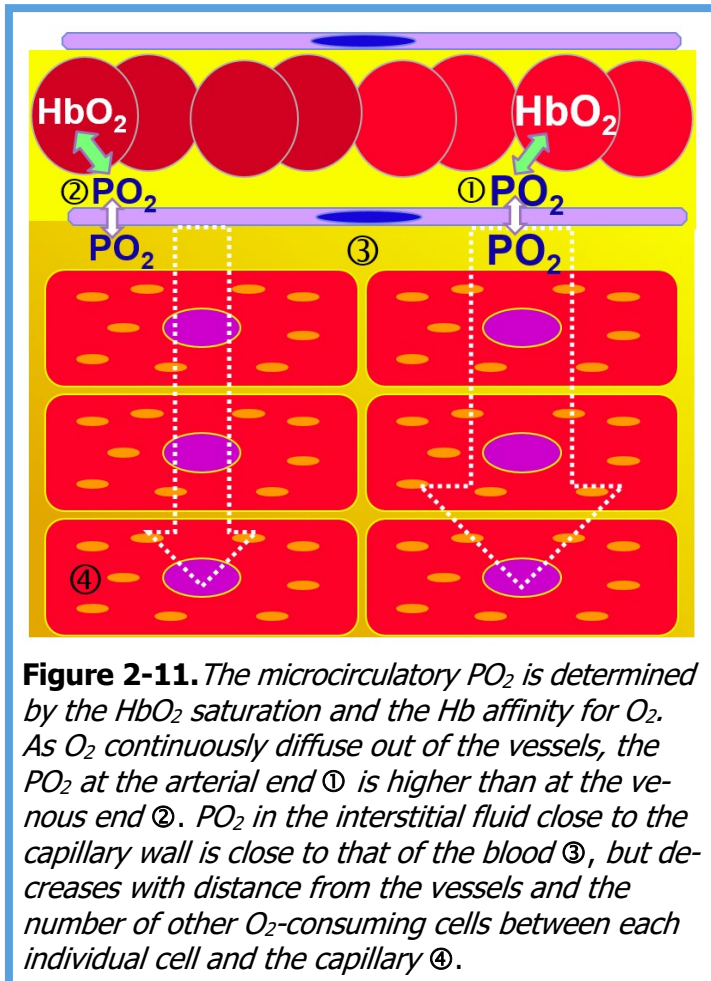 HbO₂ HbO₂
②PO₂ ①PO₂
PO₂ ③ PO₂
④
Figure 2-11. The microcirculatory PO₂ is determined
by the HbO₂ saturation and the Hb affinity for O₂.
As O₂ continuously diffuse out of the vessels, the
PO₂ at the arterial end ① is higher than at the ve-
nous end ②. PO₂ in the interstitial fluid close to the
capillary wall is close to that of the blood ③, but de-
creases with distance from the vessels and the
number of other O₂-consuming cells between each
individual cell and the capillary ④.